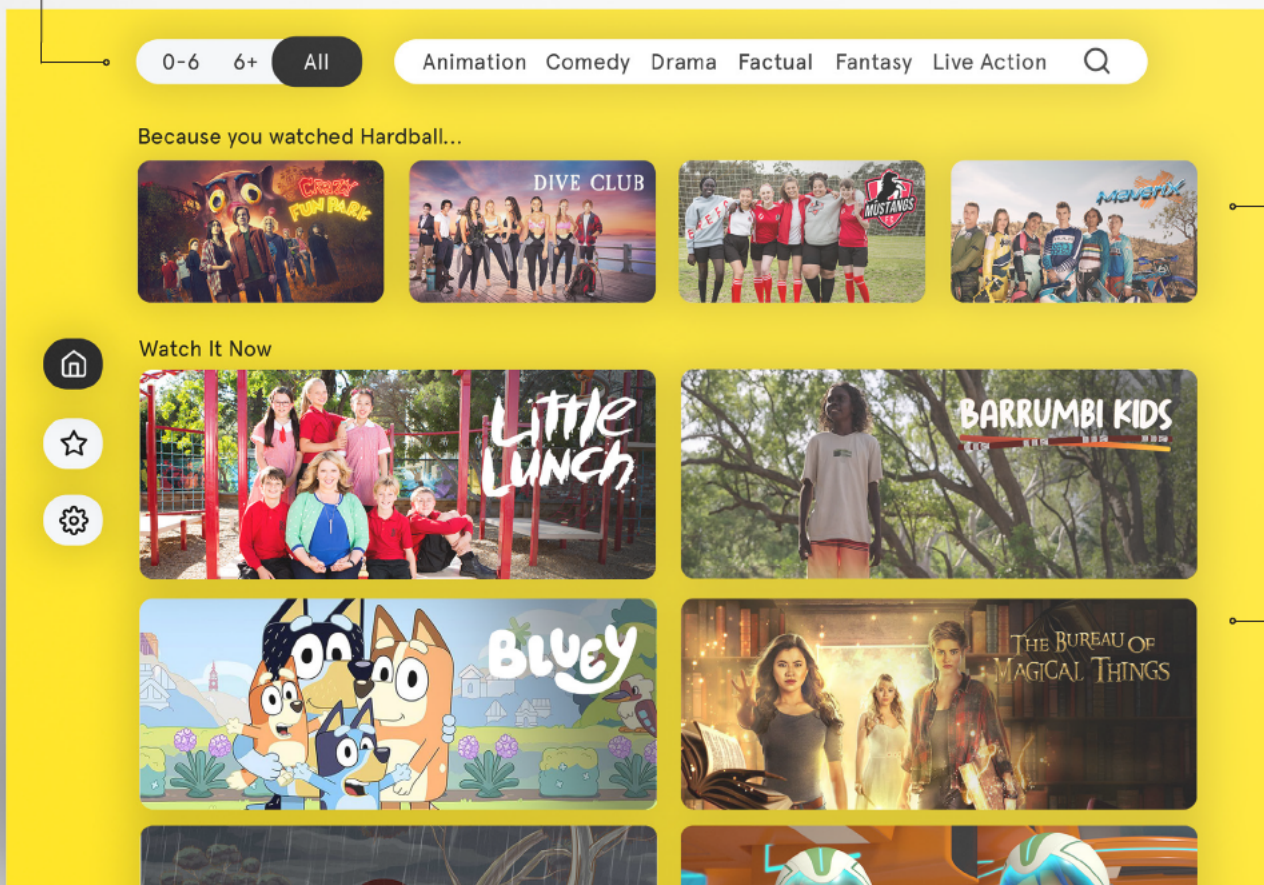 0-6 6+ All
Animation Comedy Drama Factual Fantasy Live Action
Because you watched Hardball...
CRAZY
FUN PARK
DIVE CLUB
MUSTANGS
FC
Watch It Now
LITTLE
LUNCH
BARRUMBI KIDS
BLUEY
THE BUREAU OF
MAGICAL THINGS